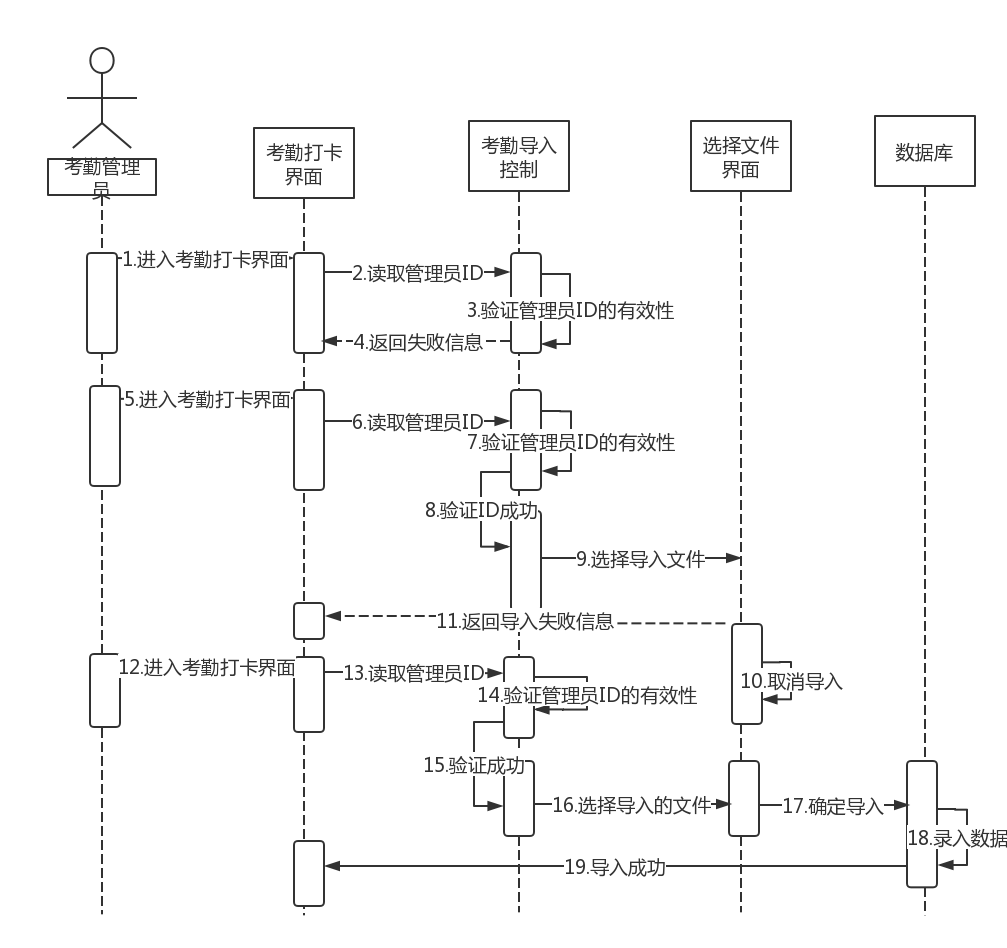 考勤管理
员
考勤打卡
界面
考勤导入
控制
选择文件
界面
数据库
1.进入考勤打卡界面
2.读取管理员ID
3.验证管理员ID的有效性
4.返回失败信息
5.进入考勤打卡界面
6.读取管理员ID
7.验证管理员ID的有效性
8.验证ID成功
9.选择导入文件
11.返回导入失败信息
12.进入考勤打卡界面
13.读取管理员ID
10.取消导入
14.验证管理员ID的有效性
15.验证成功
16.选择导入的文件
17.确定导入
18.录入数据
19.导入成功